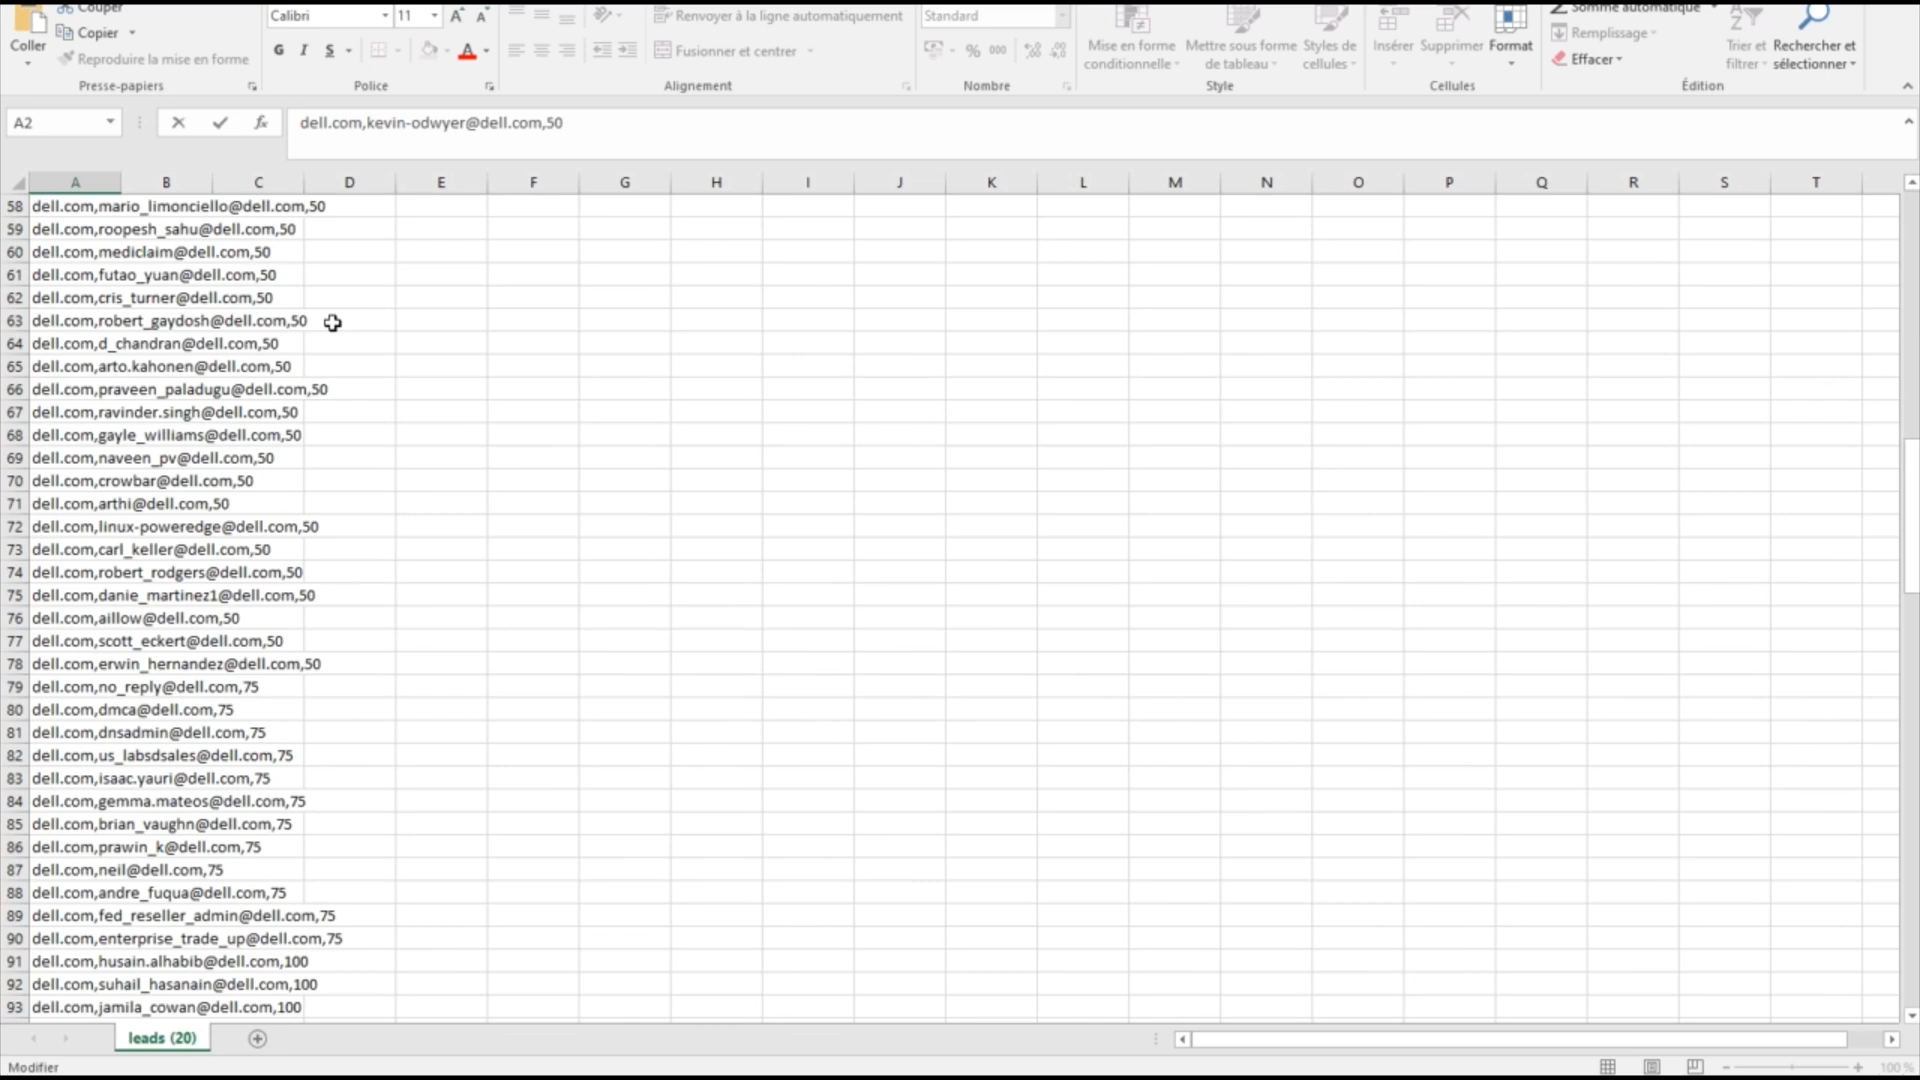 Couper
Calibri 11
Renvoyer à la ligne automatiquement
Standard
Somme automatique
Coller
Copier
G I S
Fusionner et centrer
% 000
Mise en forme conditionnelle
Mettre sous forme de tableau
Styles de cellules
Insérer
Supprimer
Format
Remplissage
Effacer
Trier et filtrer
Rechercher et sélectionner
Reproduire la mise en forme
Presse-papiers
Police
Alignement
Nombre
Style
Cellules
Édition
A2
fx
dell.com,kevin-odwyer@dell.com,50
A B C D E F G H I J K L M N O P Q R S T
58 dell.com,mario_limonciello@dell.com,50
59 dell.com,roopesh_sahu@dell.com,50
60 dell.com,mediclaim@dell.com,50
61 dell.com,futao_yuan@dell.com,50
62 dell.com,cris_turner@dell.com,50
63 dell.com,robert_gaydosh@dell.com,50
64 dell.com,d_chandran@dell.com,50
65 dell.com,arto.kahonen@dell.com,50
66 dell.com,praveen_paladugu@dell.com,50
67 dell.com,ravinder.singh@dell.com,50
68 dell.com,gayle_williams@dell.com,50
69 dell.com,naveen_pv@dell.com,50
70 dell.com,crowbar@dell.com,50
71 dell.com,arthi@dell.com,50
72 dell.com,linux-poweredge@dell.com,50
73 dell.com,carl_keller@dell.com,50
74 dell.com,robert_rodgers@dell.com,50
75 dell.com,danie_martinez1@dell.com,50
76 dell.com,aillow@dell.com,50
77 dell.com,scott_eckert@dell.com,50
78 dell.com,erwin_hernandez@dell.com,50
79 dell.com,no_reply@dell.com,75
80 dell.com,dmca@dell.com,75
81 dell.com,dnsadmin@dell.com,75
82 dell.com,us_labsdsales@dell.com,75
83 dell.com,isaac.yauri@dell.com,75
84 dell.com,gemma.mateos@dell.com,75
85 dell.com,brian_vaughn@dell.com,75
86 dell.com,prawin_k@dell.com,75
87 dell.com,neil@dell.com,75
88 dell.com,andre_fuqua@dell.com,75
89 dell.com,fed_reseller_admin@dell.com,75
90 dell.com,enterprise_trade_up@dell.com,75
91 dell.com,husain.alhabib@dell.com,100
92 dell.com,suhail_hasanain@dell.com,100
93 dell.com,jamila_cowan@dell.com,100
leads (20)
Modifier
100 %